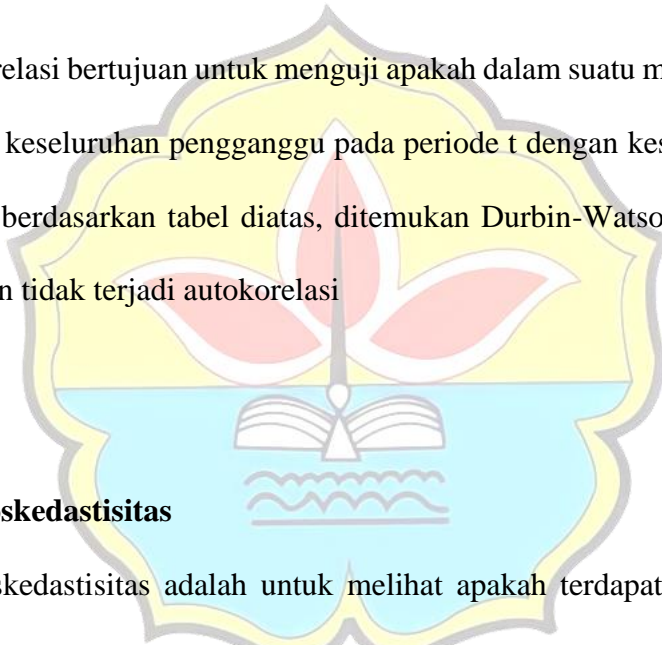 relasi bertujuan untuk menguji apakah dalam suatu m
keseluruhan pengganggu pada periode t dengan kes
berdasarkan tabel diatas, ditemukan Durbin-Watso
n tidak terjadi autokorelasi
skedastisitas
skedastisitas adalah untuk melihat apakah terdapat